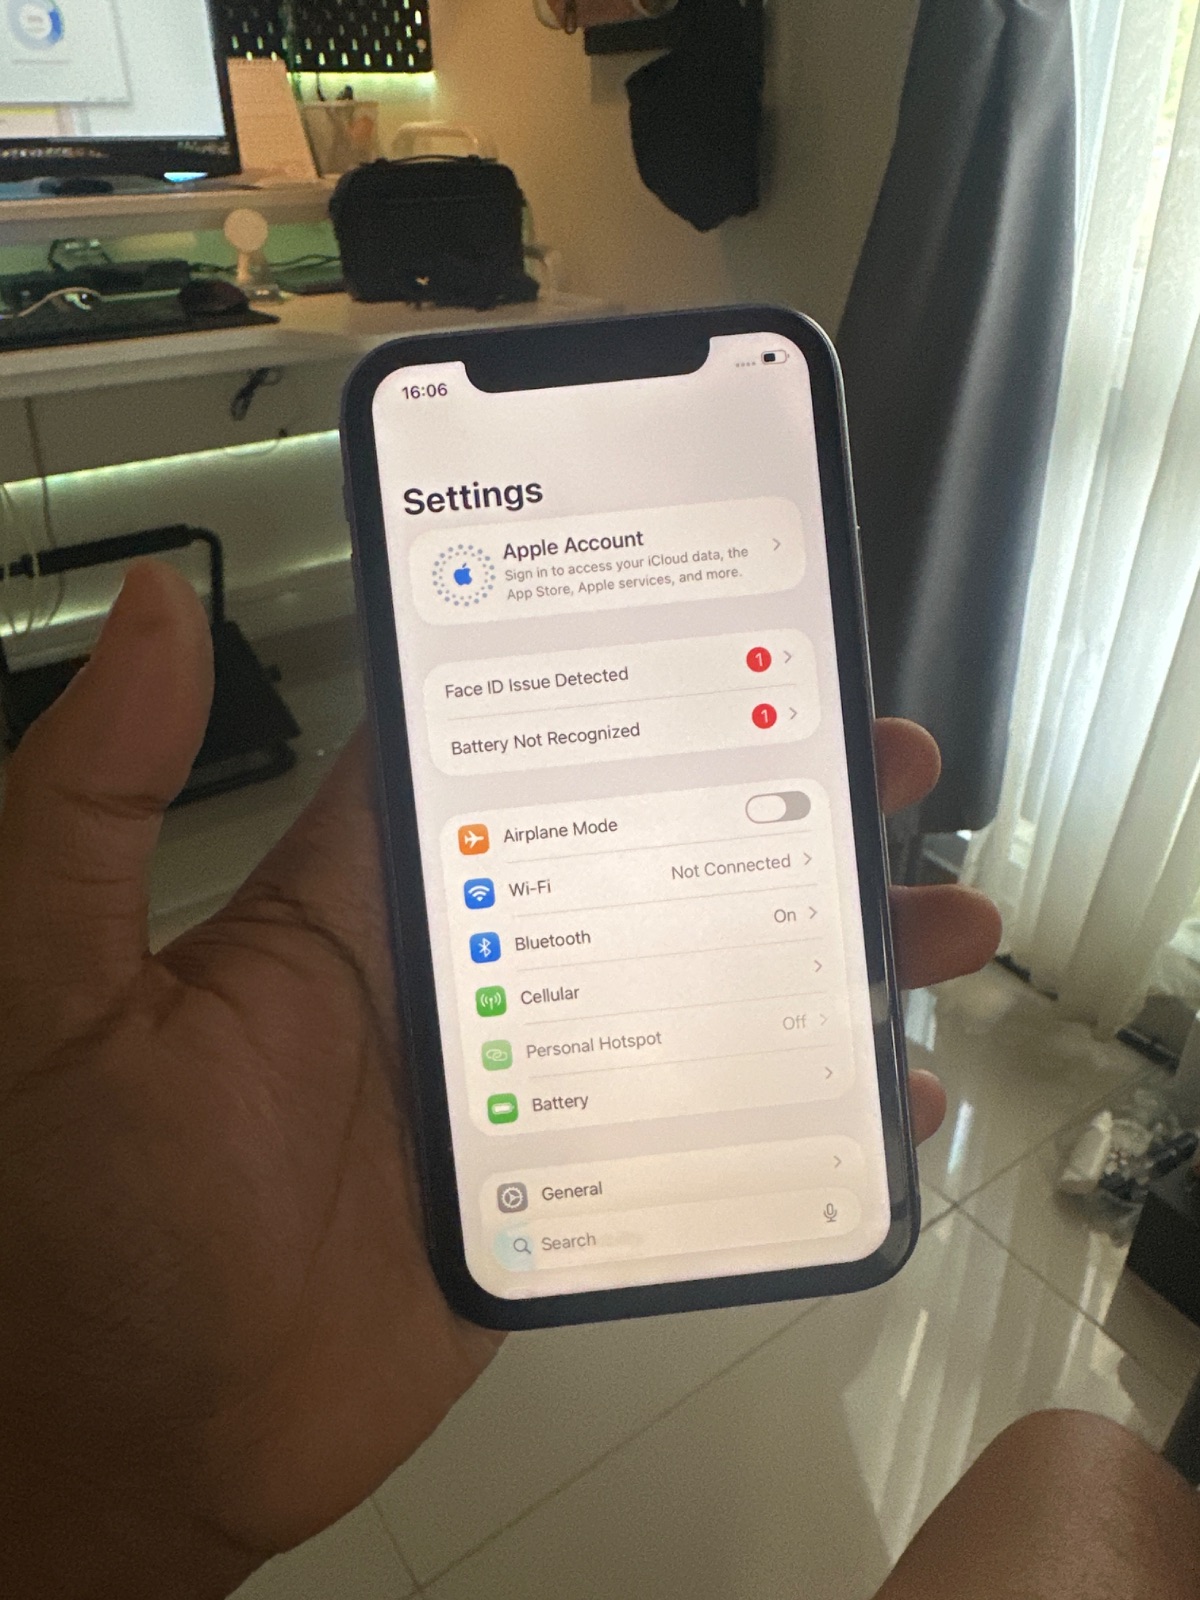 16:06
Settings
Apple Account
Sign in to access your iCloud data, the
App Store, Apple services, and more.
Face ID Issue Detected 1
Battery Not Recognized 1
Airplane Mode
Wi-Fi Not Connected
Bluetooth On
Cellular
Personal Hotspot Off
Battery
General
Search